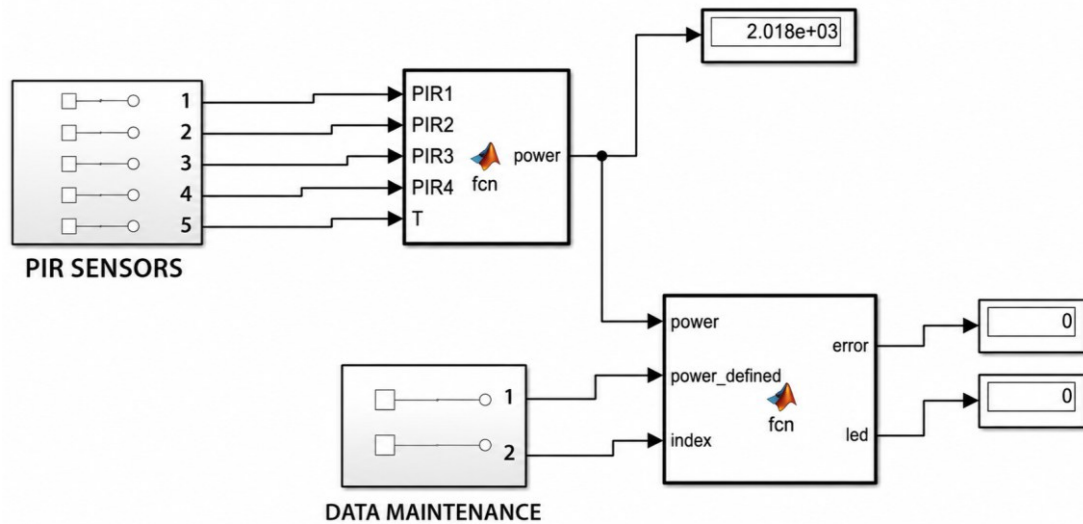 2.018e+03
1
2
3
4
5
PIR SENSORS
PIR1
PIR2
PIR3
PIR4
T
power
fcn
1
2
DATA MAINTENANCE
power
power_defined
index
error
led
fcn
0
0